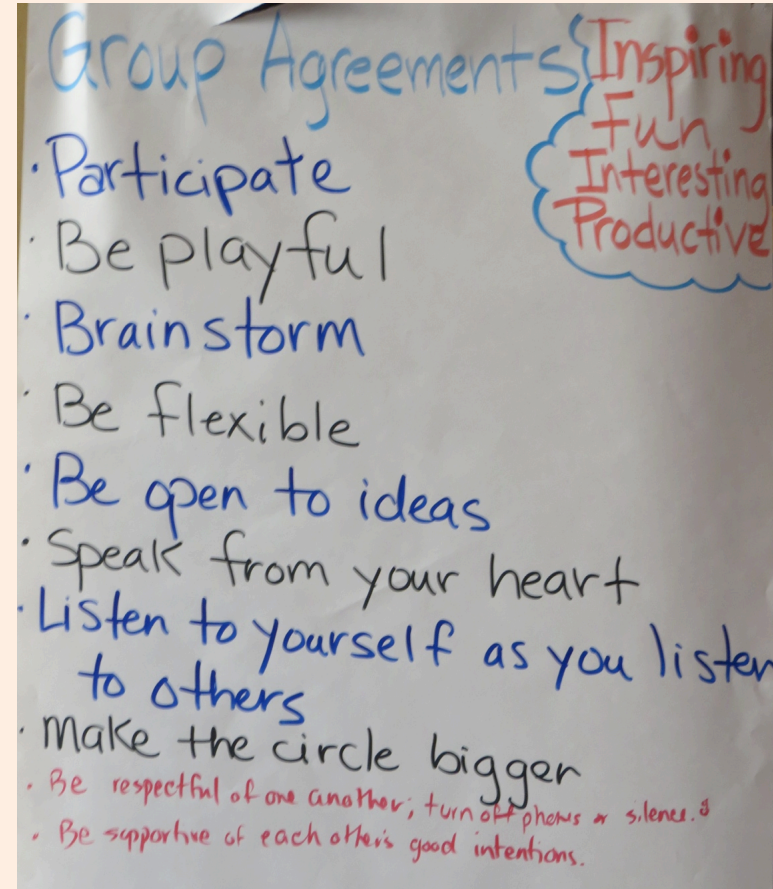 Group Agreements
Inspiring
Fun
Interesting
Productive
· Participate
· Be playful
· Brainstorm
· Be flexible
· Be open to ideas
· Speak from your heart
· Listen to yourself as you listen
to others
· Make the circle bigger
· Be respectful of one another; turn off phones or silence.
· Be supportive of each other's good intentions.